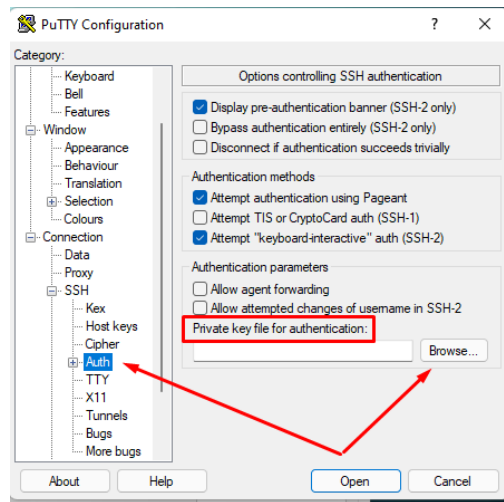 PuTTY Configuration
?
Category:
Keyboard
Bell
Features
Window
Appearance
Behaviour
Translation
Selection
Colours
Connection
Data
Proxy
SSH
Kex
Host keys
Cipher
Auth
TTY
X11
Tunnels
Bugs
More bugs
Options controlling SSH authentication
Display pre-authentication banner (SSH-2 only)
Bypass authentication entirely (SSH-2 only)
Disconnect if authentication succeeds trivially
Authentication methods
Attempt authentication using Pageant
Attempt TIS or CryptoCard auth (SSH-1)
Attempt "keyboard-interactive" auth (SSH-2)
Authentication parameters
Allow agent forwarding
Allow attempted changes of username in SSH-2
Private key file for authentication:
Browse...
About
Help
Open
Cancel